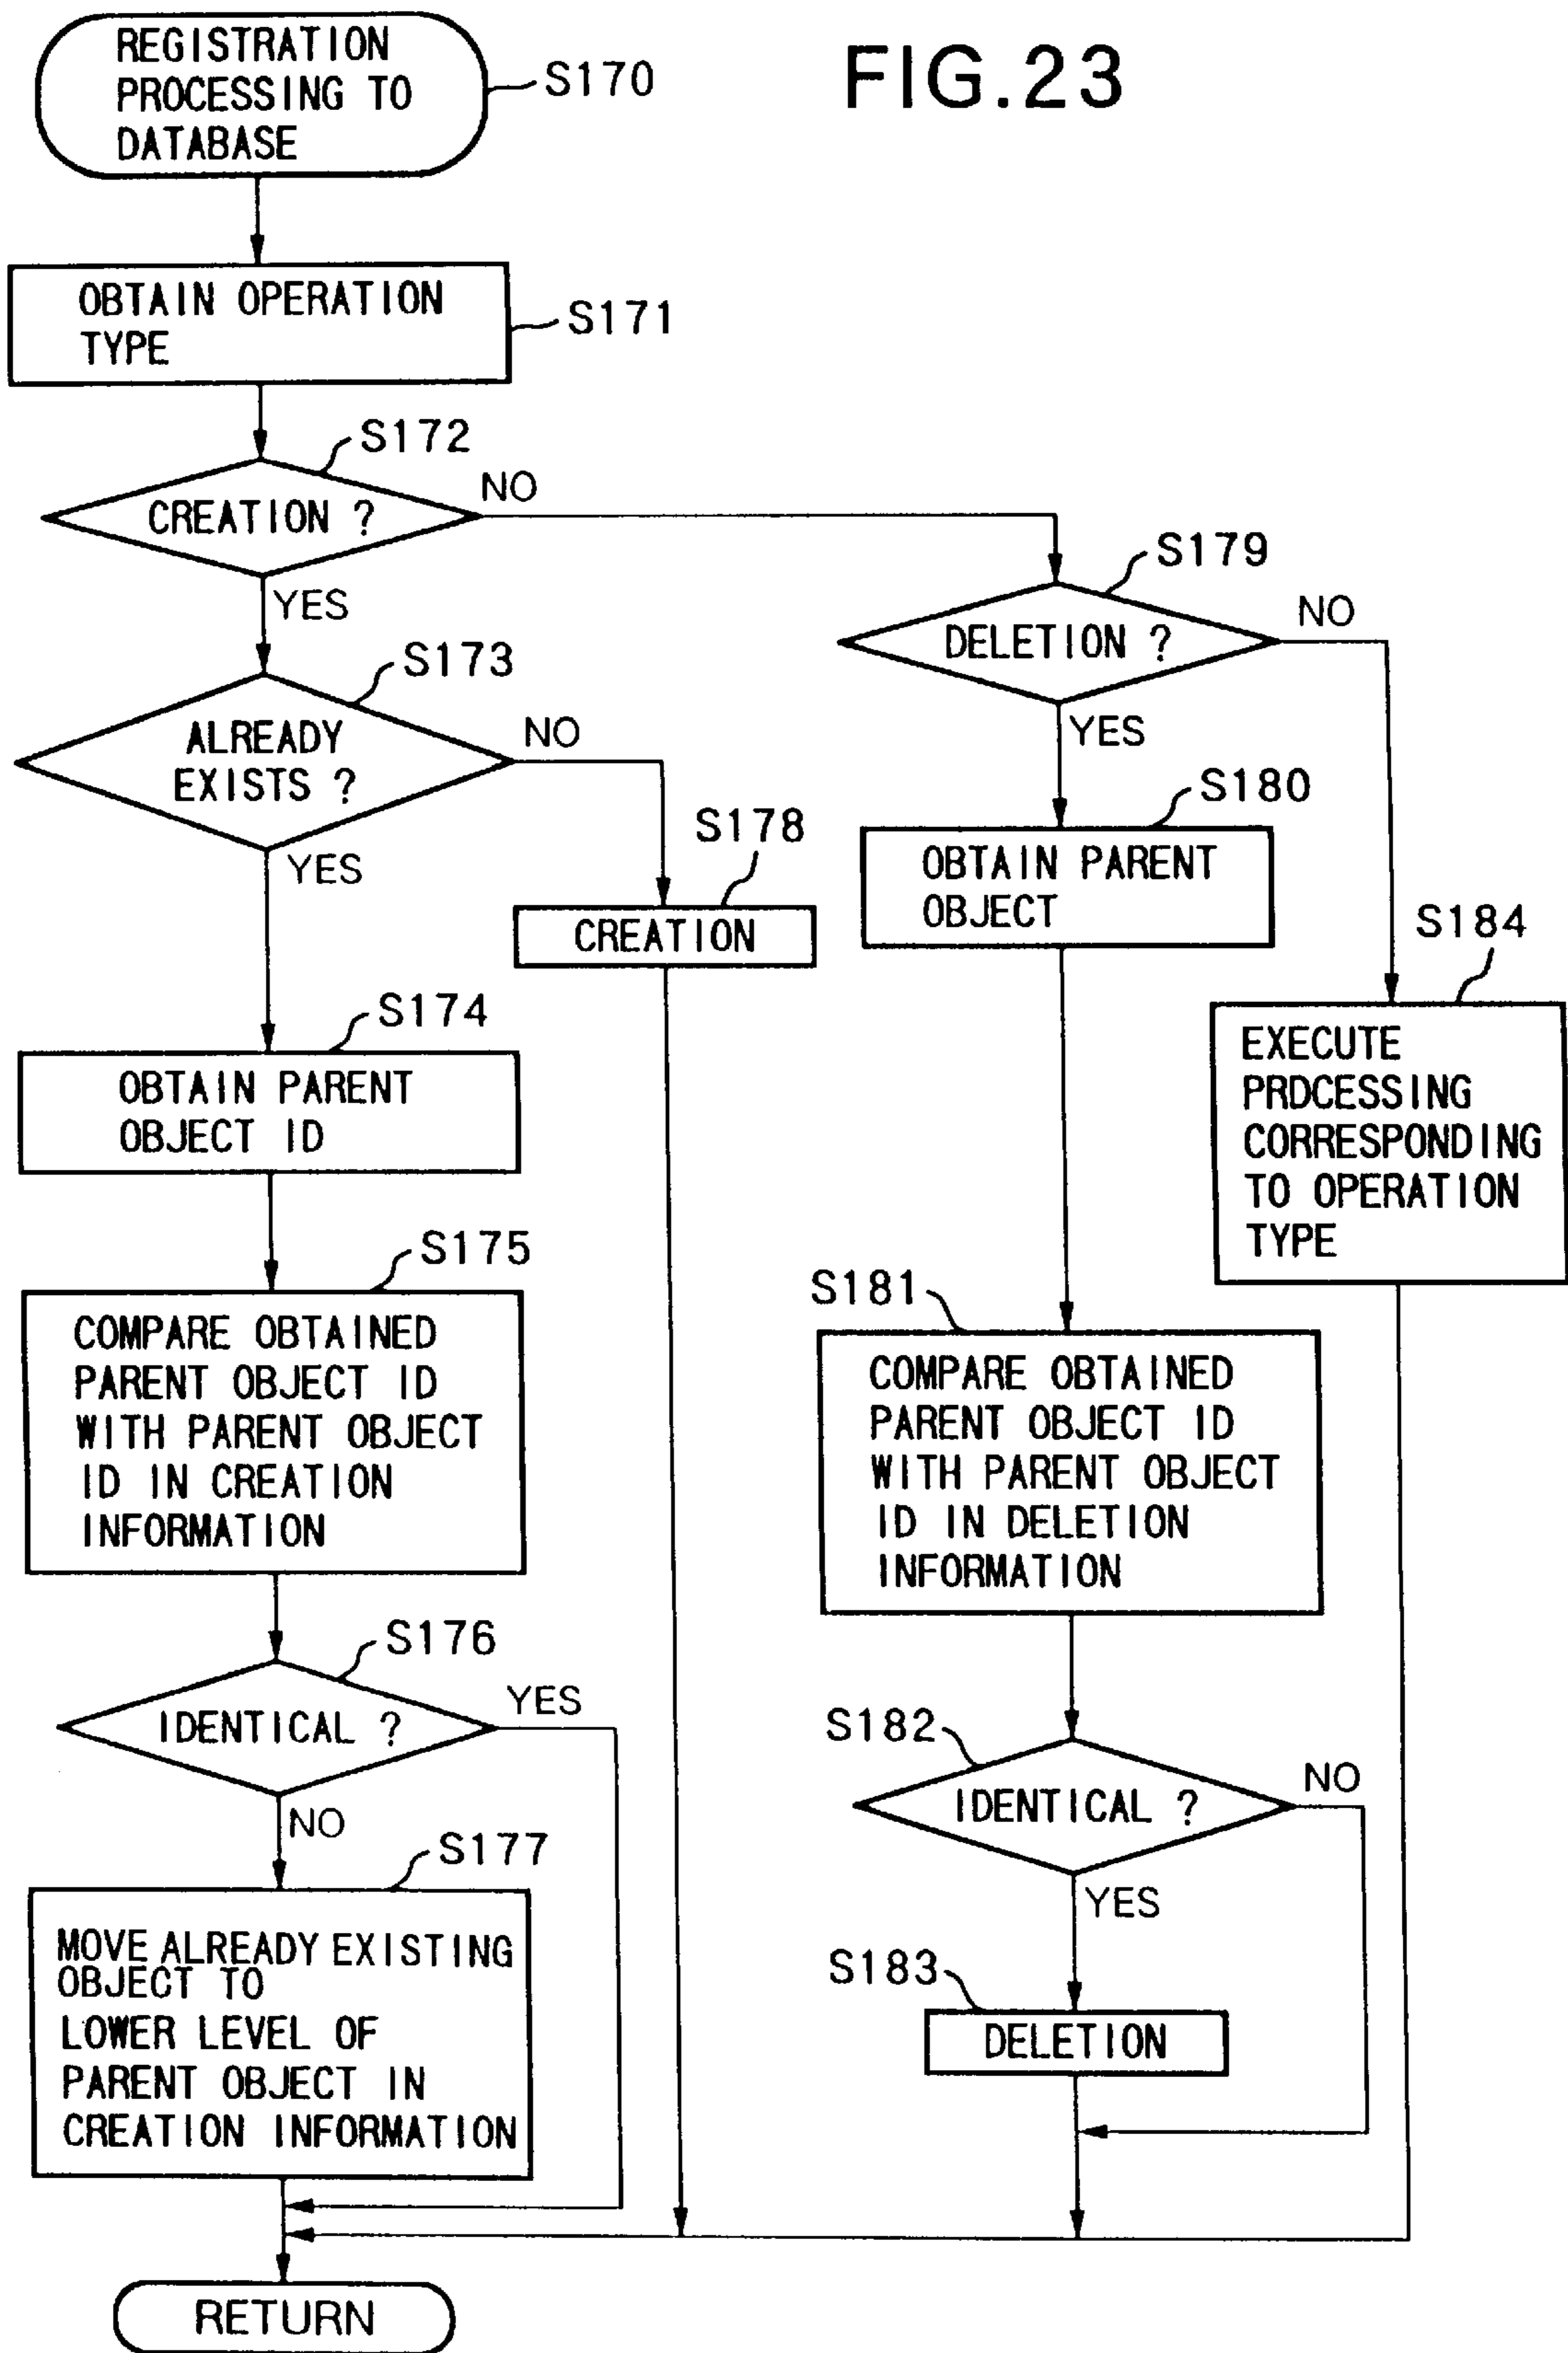 FIG.23
REGISTRATION
PROCESSING TO
DATABASE
S170
OBTAIN OPERATION
TYPE
S171
S172
CREATION ?
NO
YES
S173
ALREADY
EXISTS ?
NO
YES
S178
CREATION
S174
OBTAIN PARENT
OBJECT ID
S175
COMPARE OBTAINED
PARENT OBJECT ID
WITH PARENT OBJECT
ID IN CREATION
INFORMATION
S176
IDENTICAL ?
YES
NO
S177
MOVE ALREADY EXISTING
OBJECT TO
LOWER LEVEL OF
PARENT OBJECT IN
CREATION INFORMATION
S179
DELETION ?
NO
YES
S180
OBTAIN PARENT
OBJECT
S184
EXECUTE
PRDCESSING
CORRESPONDING
TO OPERATION
TYPE
S181
COMPARE OBTAINED
PARENT OBJECT ID
WITH PARENT OBJECT
ID IN DELETION
INFORMATION
S182
IDENTICAL ?
NO
YES
S183
DELETION
RETURN